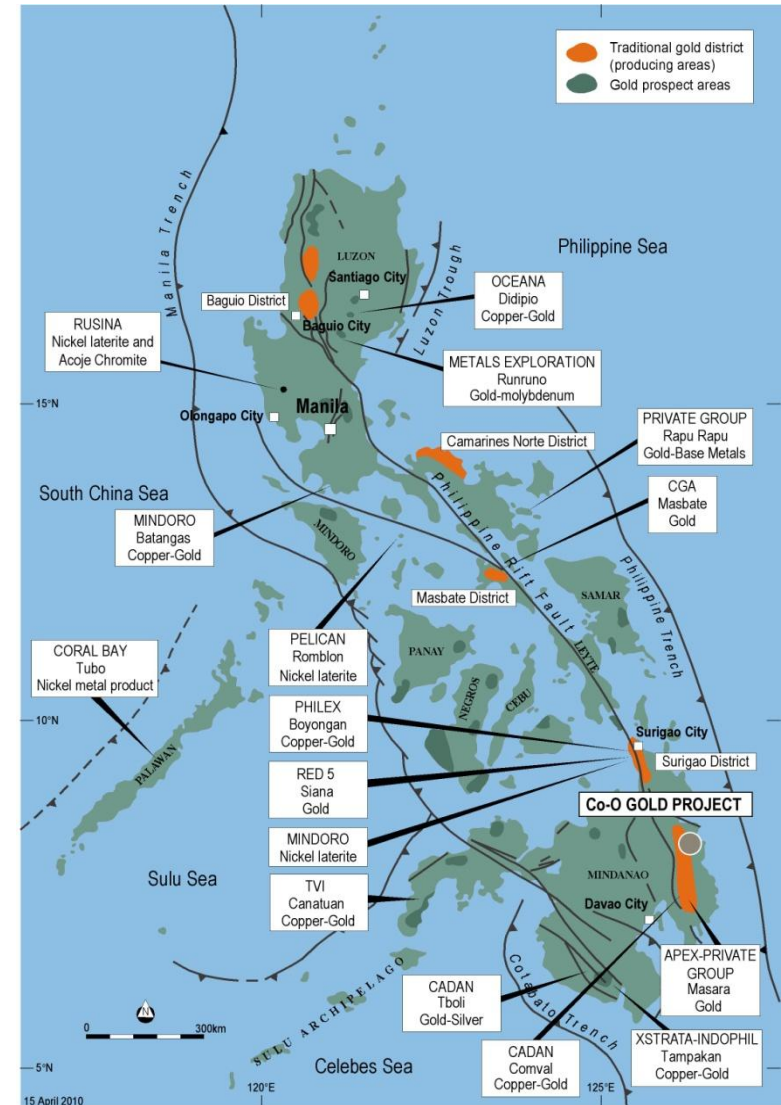 Traditional gold district
(producing areas)
Gold prospect areas
Manila Trench
LUZON
Santiago City
Luzon Trough
Philippine Sea
OCEANA
Didipio
Copper-Gold
Baguio District
Baguio City
RUSINA
Nickel laterite and
Acoje Chromite
METALS EXPLORATION
Runruno
Gold-molybdenum
15°N
15°N
Olongapo City
Manila
PRIVATE GROUP
Rapu Rapu
Gold-Base Metals
Camarines Norte District
South China Sea
CGA
Masbate
Gold
MINDORO
Batangas
Copper-Gold
MINDORO
Philippine Rift Fault
Masbate District
SAMAR
Philippine Trench
CORAL BAY
Tubo
Nickel metal product
PELICAN
Romblon
Nickel laterite
PANAY
LEYTE
NEGROS
CEBU
PHILEX
Boyongan
Copper-Gold
10°N
10°N
Surigao City
PALAWAN
Surigao District
RED 5
Siana
Gold
Co-O GOLD PROJECT
MINDORO
Nickel laterite
Sulu Sea
MINDANAO
TVI
Canatuan
Copper-Gold
Davao City
APEX-PRIVATE
GROUP
Masara
Gold
SULU ARCHIPELAGO
CADAN
Tboli
Gold-Silver
Cotabato Trench
N
0
300km
XSTRATA-INDOPHIL
Tampakan
Copper-Gold
CADAN
Comval
Copper-Gold
Celebes Sea
5°N
5°N
15 April 2010
120°E
125°E